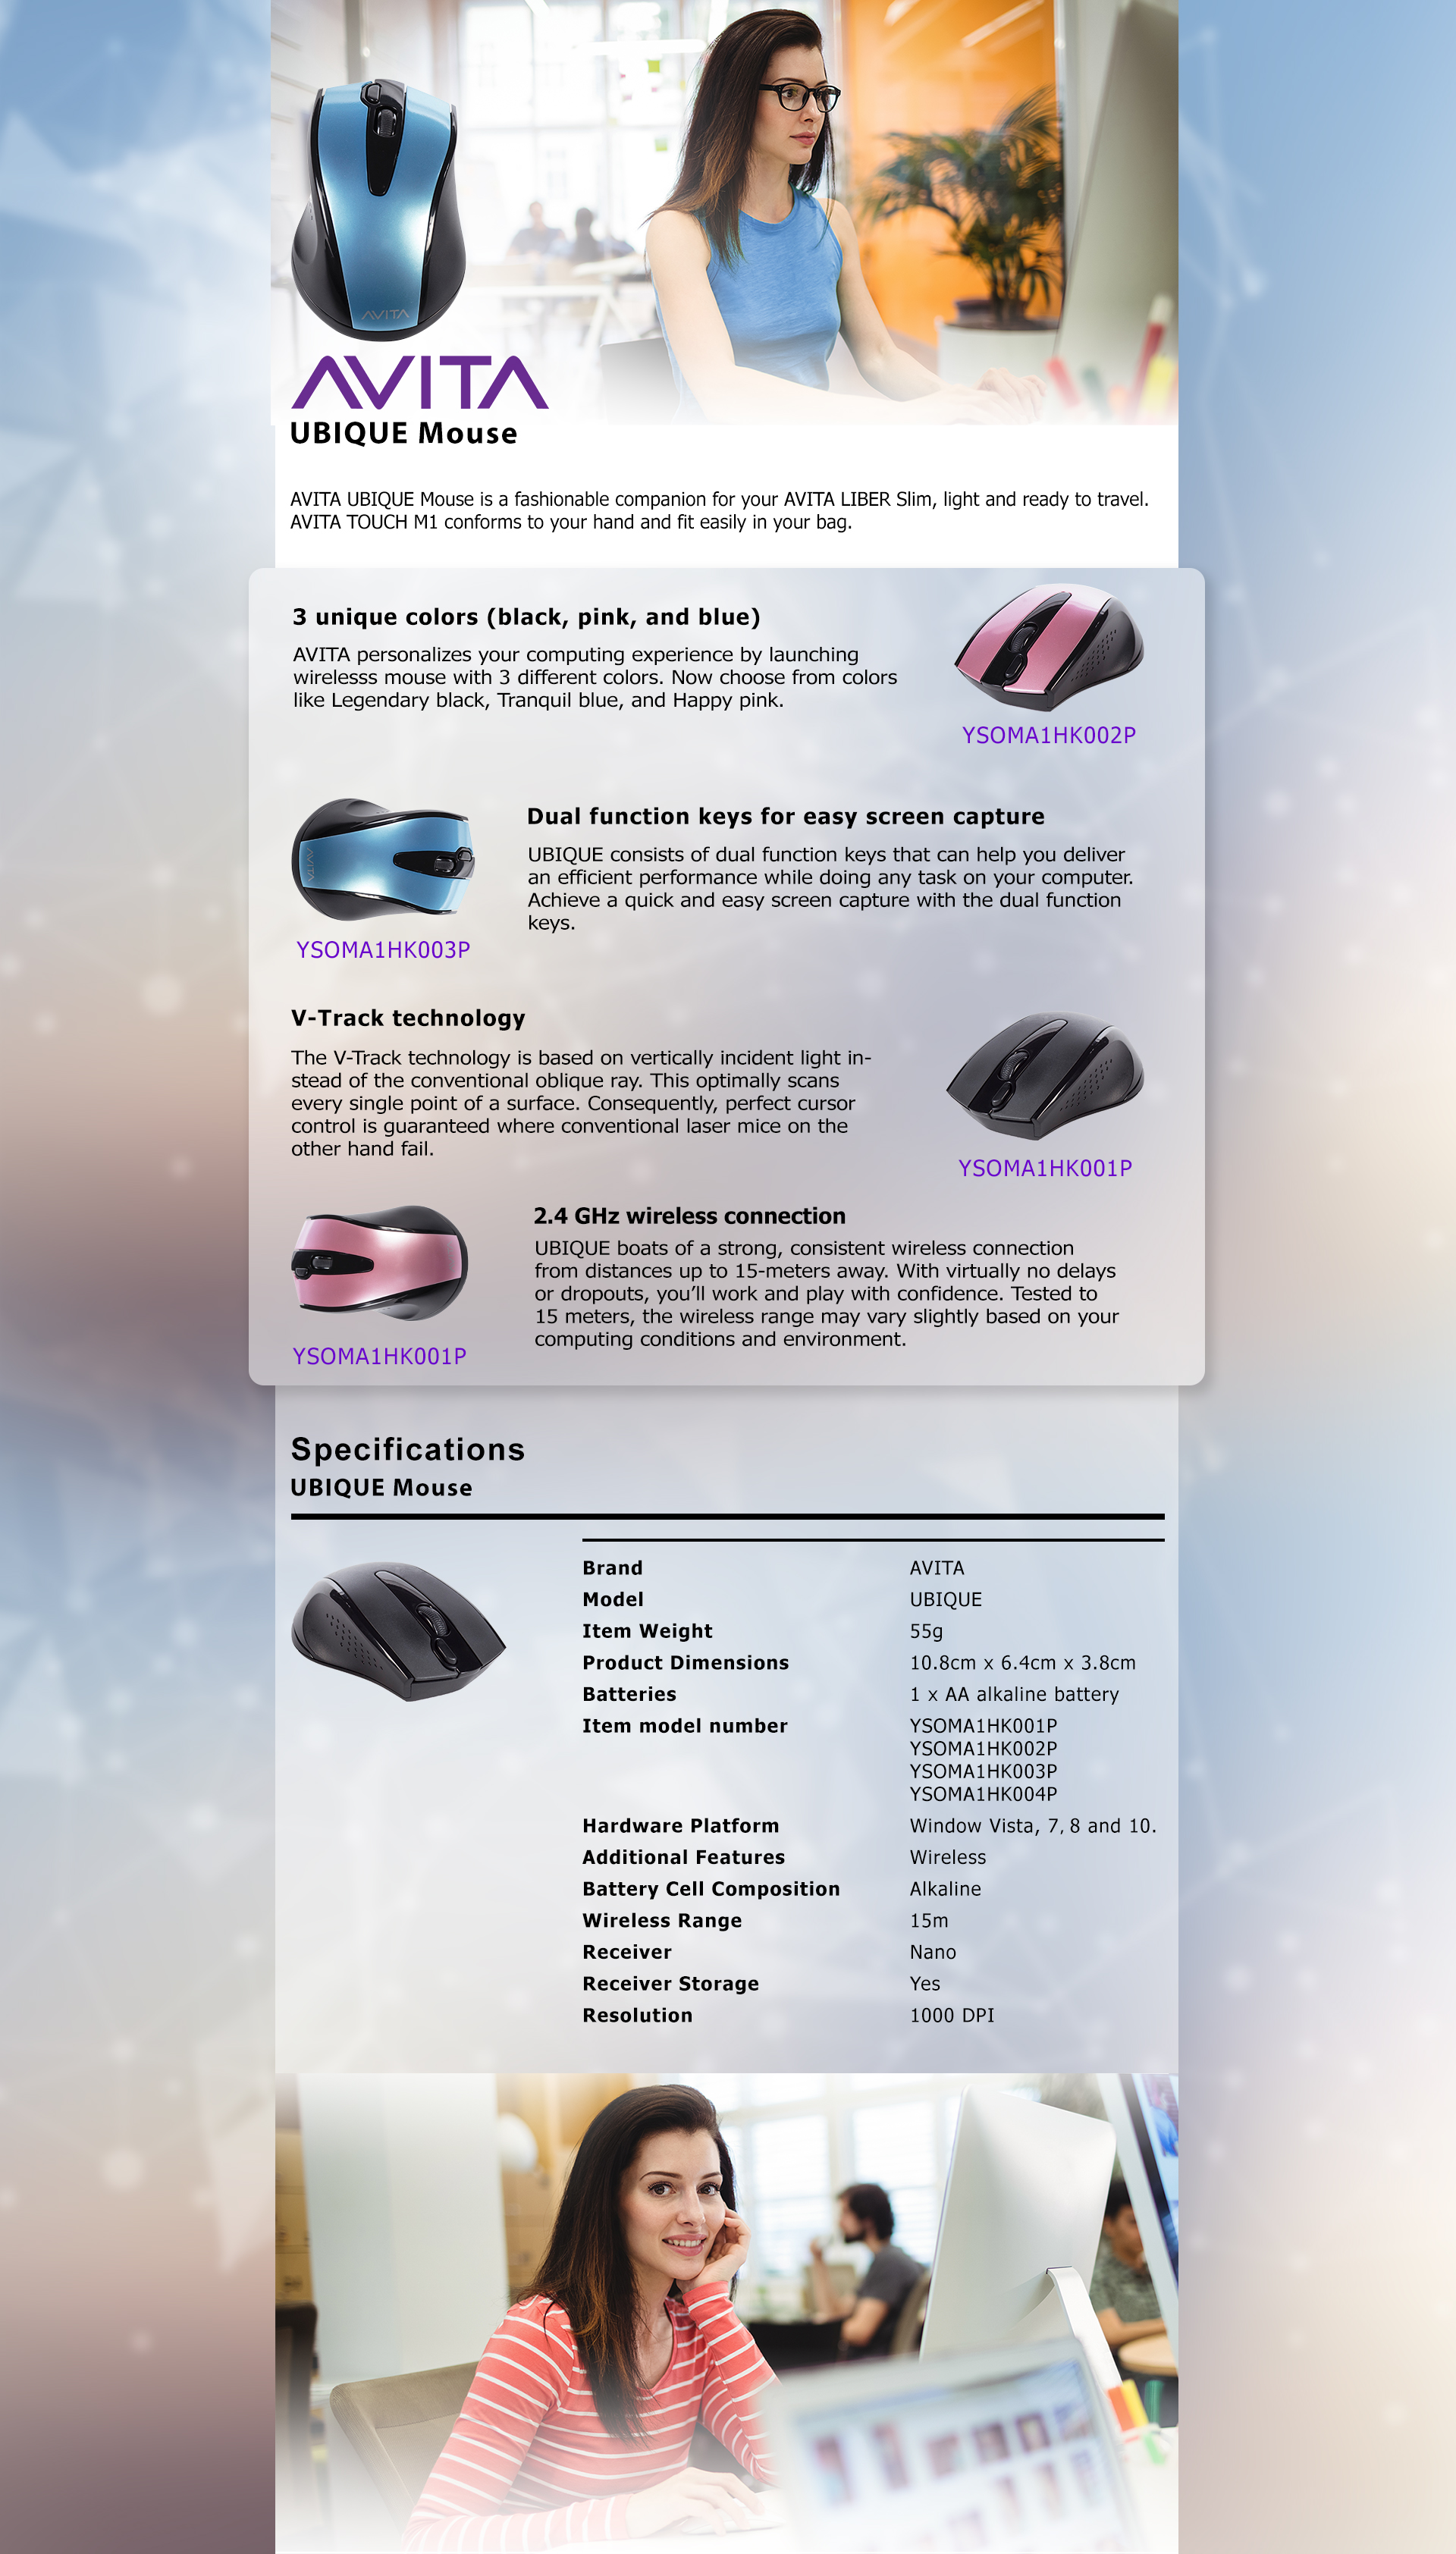 AVITA
AVITA
UBIQUE Mouse
AVITA UBIQUE Mouse is a fashionable companion for your AVITA LIBER Slim, light and ready to travel.
AVITA TOUCH M1 conforms to your hand and fit easily in your bag.
3 unique colors (black, pink, and blue)
AVITA personalizes your computing experience by launching
wirelesss mouse with 3 different colors. Now choose from colors
like Legendary black, Tranquil blue, and Happy pink.
YSOMA1HK002P
AVITA
YSOMA1HK003P
Dual function keys for easy screen capture
UBIQUE consists of dual function keys that can help you deliver
an efficient performance while doing any task on your computer.
Achieve a quick and easy screen capture with the dual function
keys.
V-Track technology
The V-Track technology is based on vertically incident light in-
stead of the conventional oblique ray. This optimally scans
every single point of a surface. Consequently, perfect cursor
control is guaranteed where conventional laser mice on the
other hand fail.
YSOMA1HK001P
YSOMA1HK001P
2.4 GHz wireless connection
UBIQUE boats of a strong, consistent wireless connection
from distances up to 15-meters away. With virtually no delays
or dropouts, you’ll work and play with confidence. Tested to
15 meters, the wireless range may vary slightly based on your
computing conditions and environment.
Specifications
UBIQUE Mouse
Brand AVITA
Model UBIQUE
Item Weight 55g
Product Dimensions 10.8cm x 6.4cm x 3.8cm
Batteries 1 x AA alkaline battery
Item model number YSOMA1HK001P
YSOMA1HK002P
YSOMA1HK003P
YSOMA1HK004P
Hardware Platform Window Vista, 7, 8 and 10.
Additional Features Wireless
Battery Cell Composition Alkaline
Wireless Range 15m
Receiver Nano
Receiver Storage Yes
Resolution 1000 DPI